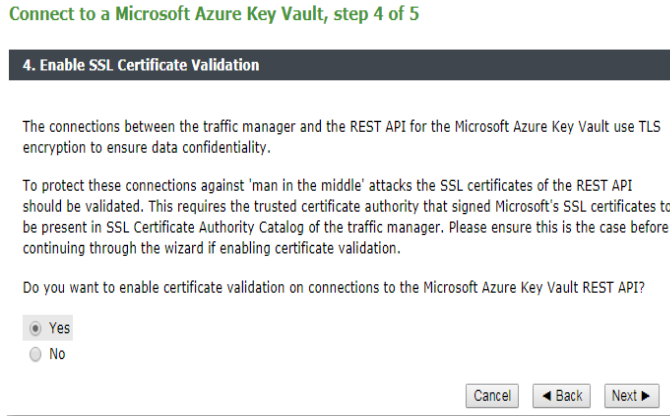 Connect to a Microsoft Azure Key Vault, step 4 of 5
4. Enable SSL Certificate Validation
The connections between the traffic manager and the REST API for the Microsoft Azure Key Vault use TLS
encryption to ensure data confidentiality.
To protect these connections against 'man in the middle' attacks the SSL certificates of the REST API
should be validated. This requires the trusted certificate authority that signed Microsoft's SSL certificates to
be present in SSL Certificate Authority Catalog of the traffic manager. Please ensure this is the case before
continuing through the wizard if enabling certificate validation.
Do you want to enable certificate validation on connections to the Microsoft Azure Key Vault REST API?
Yes
No
Cancel ◄ Back Next ►